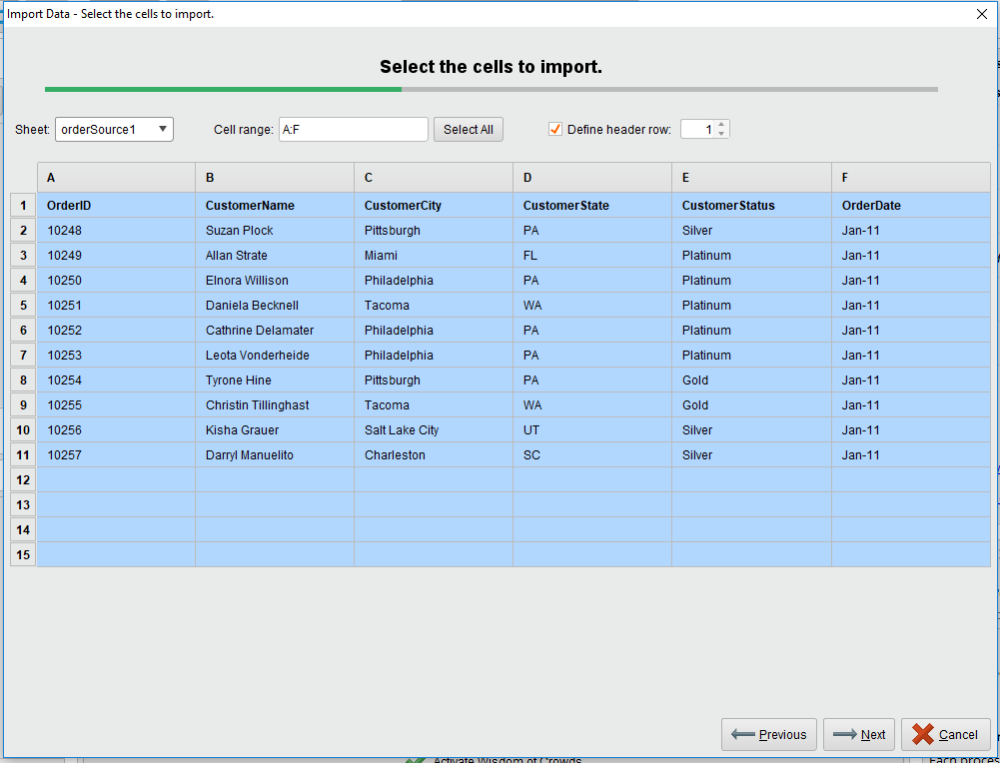 Import Data - Select the cells to import.
Select the cells to import.
Sheet: orderSource1 Cell range: A:F Select All Define header row: 1
A B C D E F
1 OrderID CustomerName CustomerCity CustomerState CustomerStatus OrderDate
2 10248 Suzan Plock Pittsburgh PA Silver Jan-11
3 10249 Allan Strate Miami FL Platinum Jan-11
4 10250 Elnora Willison Philadelphia PA Platinum Jan-11
5 10251 Daniela Becknell Tacoma WA Platinum Jan-11
6 10252 Cathrine Delamater Philadelphia PA Platinum Jan-11
7 10253 Leota Vonderheide Philadelphia PA Platinum Jan-11
8 10254 Tyrone Hine Pittsburgh PA Gold Jan-11
9 10255 Christin Tillinghast Tacoma WA Gold Jan-11
10 10256 Kisha Grauer Salt Lake City UT Silver Jan-11
11 10257 Darryl Manuelito Charleston SC Silver Jan-11
12
13
14
15
Previous Next Cancel
Activate Wisdom of Crowds
Each proces